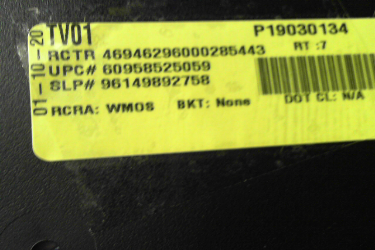 TV01 P19030134
RCTR 46946296000285443 RT :7
UPC# 60958525059
SLP# 96149892758
RCRA: WMOS BKT: None DOT CL: N/A
01-10-20